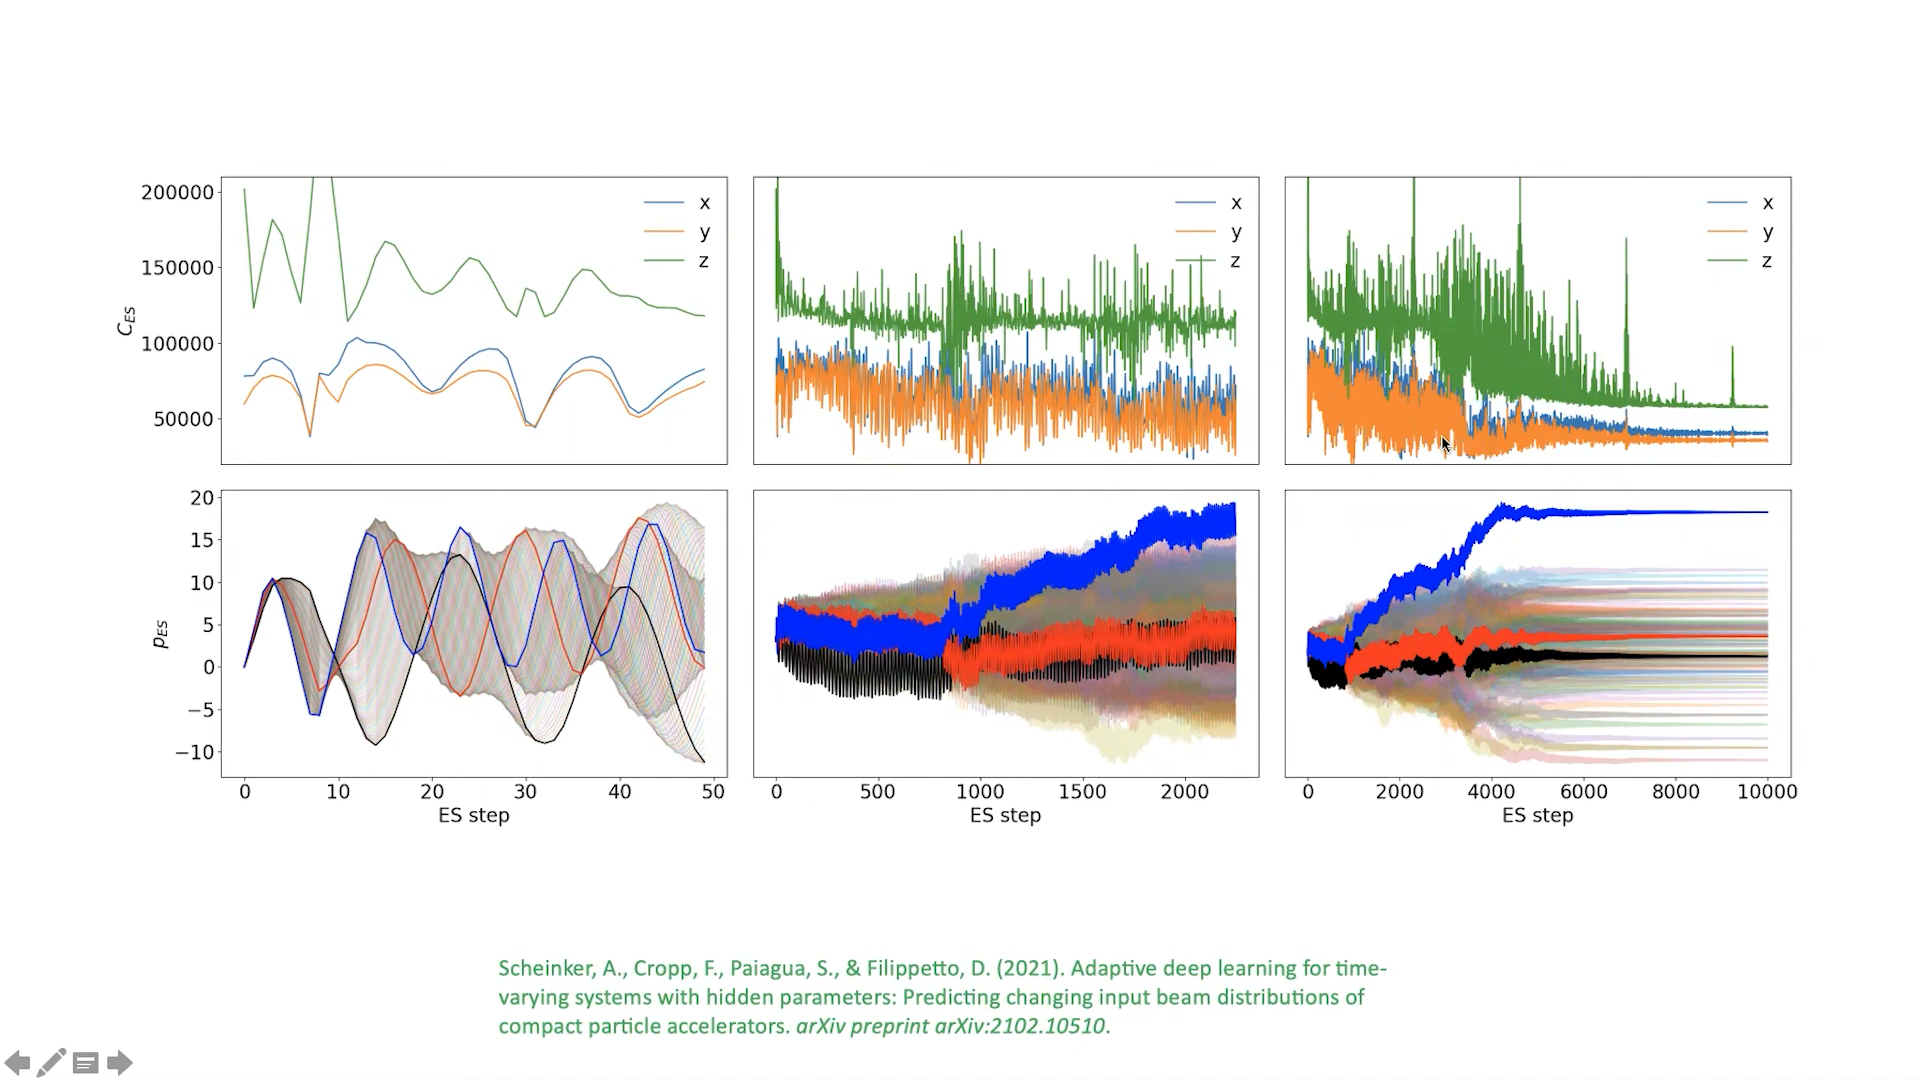 200000
150000
100000
50000
C_ES
x
y
z
x
y
z
x
y
z
20
15
10
5
0
−5
−10
p_ES
0 10 20 30 40 50
ES step
0 500 1000 1500 2000
ES step
0 2000 4000 6000 8000 10000
ES step
Scheinker, A., Cropp, F., Paiagua, S., & Filippetto, D. (2021). Adaptive deep learning for time-
varying systems with hidden parameters: Predicting changing input beam distributions of
compact particle accelerators. arXiv preprint arXiv:2102.10510.